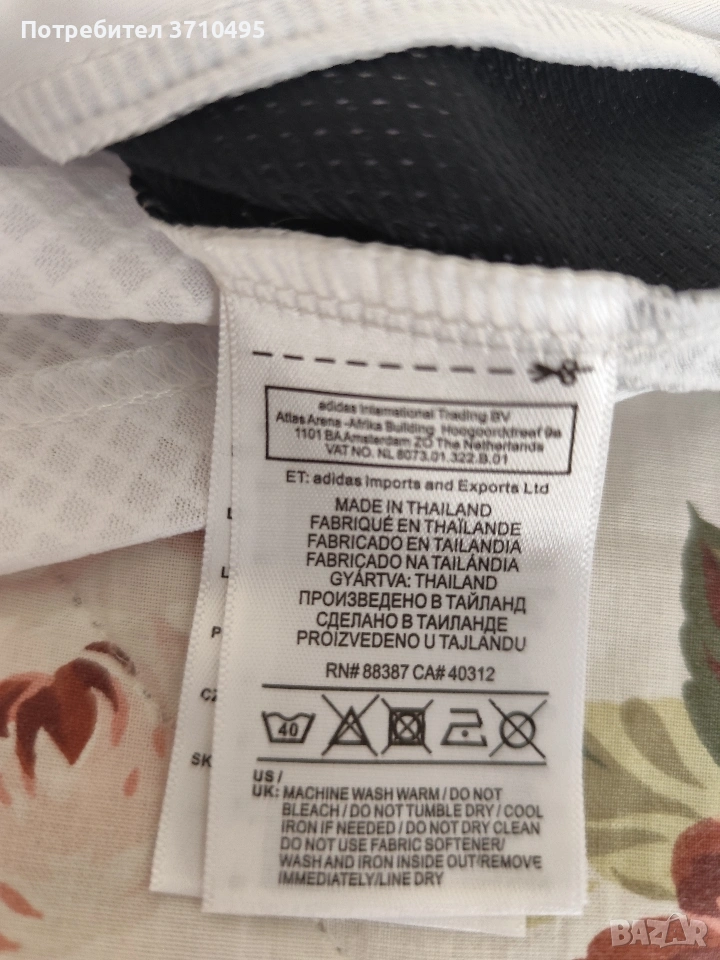 Потребител 3710495
adidas International Trading BV
Atlas Arena -Afrika Building Hoogoorddreef 9a
1101 BA Amsterdam ZO The Netherlands
VAT NO. NL 8073.01.322.B.01
ET: adidas Imports and Exports Ltd
MADE IN THAILAND
FABRIQUÉ EN THAÏLANDE
FABRICADO EN TAILANDIA
FABRICADO NA TAILÂNDIA
GYÁRTVA: THAILAND
ПРОИЗВЕДЕНО В ТАЙЛАНД
СДЕЛАНО В ТАИЛАНДЕ
PROIZVEDENO U TAJLANDU
RN# 88387 CA# 40312
40
US /
UK: MACHINE WASH WARM / DO NOT
BLEACH / DO NOT TUMBLE DRY / COOL
IRON IF NEEDED / DO NOT DRY CLEAN
DO NOT USE FABRIC SOFTENER/
WASH AND IRON INSIDE OUT/REMOVE
IMMEDIATELY/LINE DRY
CZ
SK
BAZAR